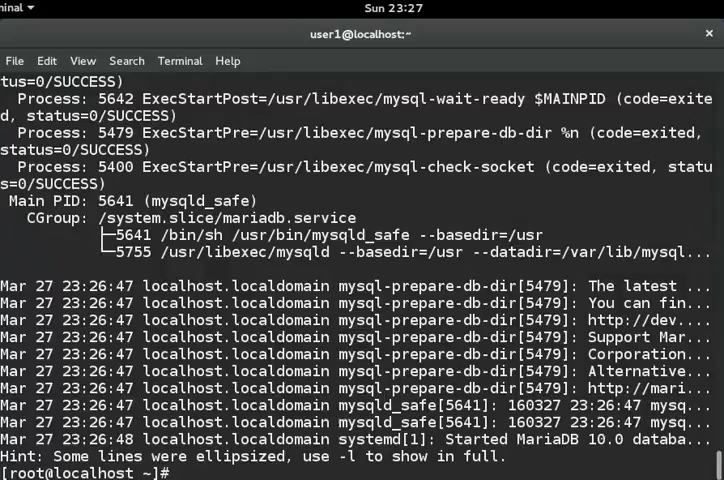 minal
Sun 23:27
user1@localhost:~
×
File Edit View Search Terminal Help
tus=0/SUCCESS)
Process: 5642 ExecStartPost=/usr/libexec/mysql-wait-ready $MAINPID (code=exite
d, status=0/SUCCESS)
Process: 5479 ExecStartPre=/usr/libexec/mysql-prepare-db-dir %n (code=exited,
status=0/SUCCESS)
Process: 5400 ExecStartPre=/usr/libexec/mysql-check-socket (code=exited, statu
s=0/SUCCESS)
Main PID: 5641 (mysqld_safe)
CGroup: /system.slice/mariadb.service
├─5641 /bin/sh /usr/bin/mysqld_safe --basedir=/usr
└─5755 /usr/libexec/mysqld --basedir=/usr --datadir=/var/lib/mysql...
Mar 27 23:26:47 localhost.localdomain mysql-prepare-db-dir[5479]: The latest ...
Mar 27 23:26:47 localhost.localdomain mysql-prepare-db-dir[5479]: You can fin...
Mar 27 23:26:47 localhost.localdomain mysql-prepare-db-dir[5479]: http://dev....
Mar 27 23:26:47 localhost.localdomain mysql-prepare-db-dir[5479]: Support Mar...
Mar 27 23:26:47 localhost.localdomain mysql-prepare-db-dir[5479]: Corporation...
Mar 27 23:26:47 localhost.localdomain mysql-prepare-db-dir[5479]: Alternative...
Mar 27 23:26:47 localhost.localdomain mysql-prepare-db-dir[5479]: http://mari...
Mar 27 23:26:47 localhost.localdomain mysqld_safe[5641]: 160327 23:26:47 mysq...
Mar 27 23:26:47 localhost.localdomain mysqld_safe[5641]: 160327 23:26:47 mysq...
Mar 27 23:26:48 localhost.localdomain systemd[1]: Started MariaDB 10.0 databa...
Hint: Some lines were ellipsized, use -l to show in full.
[root@localhost ~]#